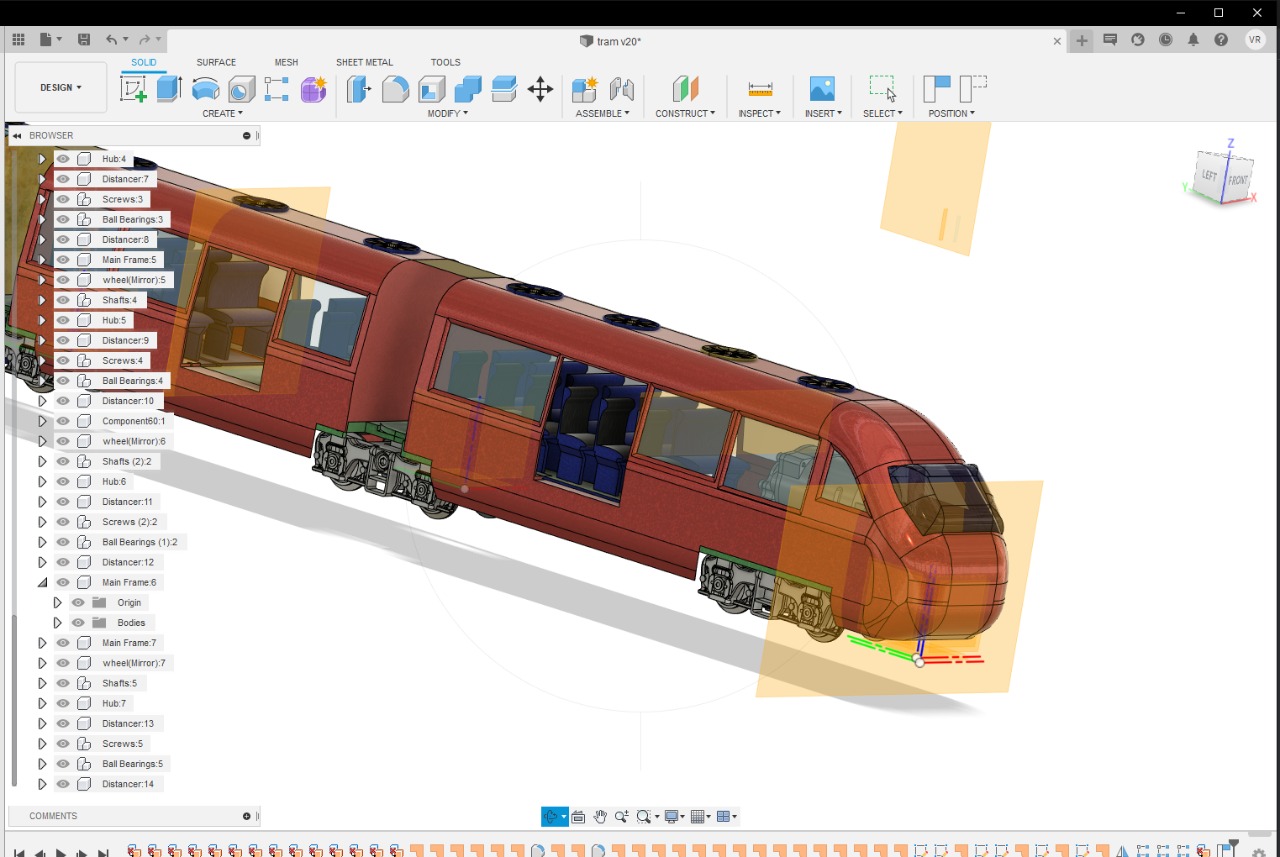 tram v20*
VR
SOLID SURFACE MESH SHEET METAL TOOLS
DESIGN
CREATE MODIFY ASSEMBLE CONSTRUCT INSPECT INSERT SELECT POSITION
BROWSER
Hub:4
Distancer:7
Screws:3
Ball Bearings:3
Distancer:8
Main Frame:5
wheel(Mirror):5
Shafts:4
Hub:5
Distancer:9
Screws:4
Ball Bearings:4
Distancer:10
Component60:1
wheel(Mirror):6
Shafts (2):2
Hub:6
Distancer:11
Screws (2):2
Ball Bearings (1):2
Distancer:12
Main Frame:6
Origin
Bodies
Main Frame:7
wheel(Mirror):7
Shafts:5
Hub:7
Distancer:13
Screws:5
Ball Bearings:5
Distancer:14
COMMENTS
Z
LEFT
FRONT
Y
X